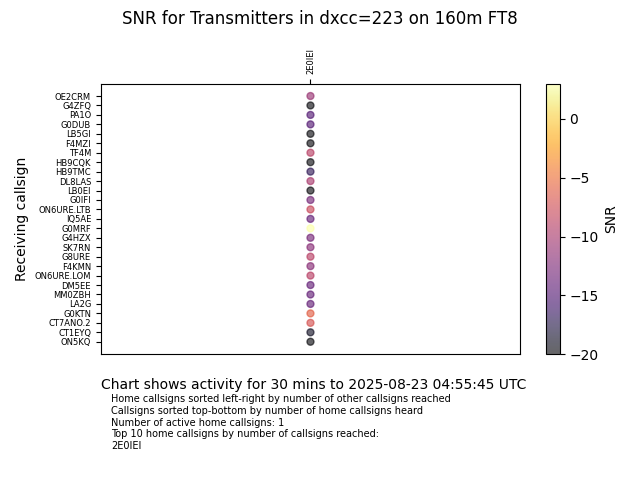 SNR for Transmitters in dxcc=223 on 160m FT8
2E0IEI
OE2CRM
G4ZFQ
PA1O
G0DUB
LB5GI
F4MZI
TF4M
HB9CQK
HB9TMC
DL8LAS
LB0EI
G0IFI
ON6URE.LTB
IQ5AE
G0MRF
G4HZX
SK7RN
G8URE
F4KMN
ON6URE.LOM
DM5EE
MM0ZBH
LA2G
G0KTN
CT7ANO.2
CT1EYQ
ON5KQ
Receiving callsign
0
−5
−10
−15
−20
SNR
Chart shows activity for 30 mins to 2025-08-23 04:55:45 UTC
Home callsigns sorted left-right by number of other callsigns reached
Callsigns sorted top-bottom by number of home callsigns heard
Number of active home callsigns: 1
Top 10 home callsigns by number of callsigns reached:
2E0IEI